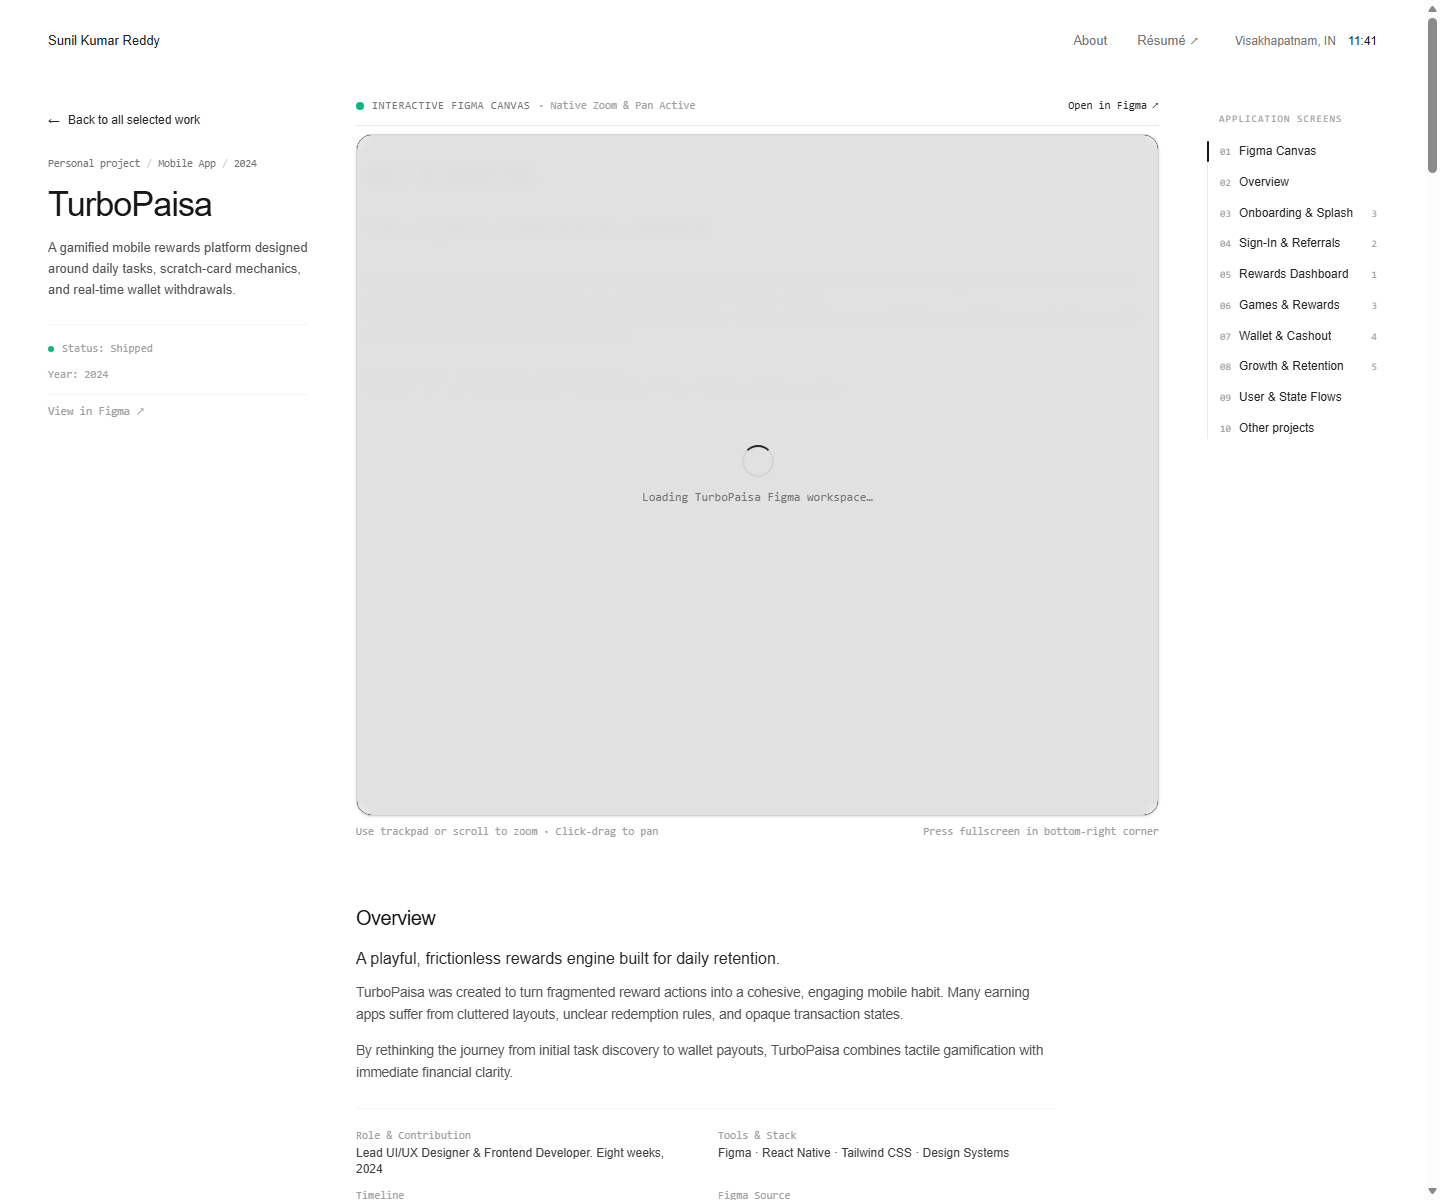 Sunil Kumar Reddy
About
Résumé ↗
Visakhapatnam, IN 11:41
← Back to all selected work
Personal project / Mobile App / 2024
TurboPaisa
A gamified mobile rewards platform designed
around daily tasks, scratch-card mechanics,
and real-time wallet withdrawals.
Status: Shipped
Year: 2024
View in Figma ↗
INTERACTIVE FIGMA CANVAS · Native Zoom & Pan Active
Open in Figma ↗
Loading TurboPaisa Figma workspace…
Use trackpad or scroll to zoom · Click-drag to pan
Press fullscreen in bottom-right corner
Overview
A playful, frictionless rewards engine built for daily retention.
TurboPaisa was created to turn fragmented reward actions into a cohesive, engaging mobile habit. Many earning
apps suffer from cluttered layouts, unclear redemption rules, and opaque transaction states.
By rethinking the journey from initial task discovery to wallet payouts, TurboPaisa combines tactile gamification with
immediate financial clarity.
Role & Contribution
Lead UI/UX Designer & Frontend Developer. Eight weeks,
2024
Tools & Stack
Figma · React Native · Tailwind CSS · Design Systems
Timeline
Figma Source
APPLICATION SCREENS
01 Figma Canvas
02 Overview
03 Onboarding & Splash 3
04 Sign-In & Referrals 2
05 Rewards Dashboard 1
06 Games & Rewards 3
07 Wallet & Cashout 4
08 Growth & Retention 5
09 User & State Flows
10 Other projects